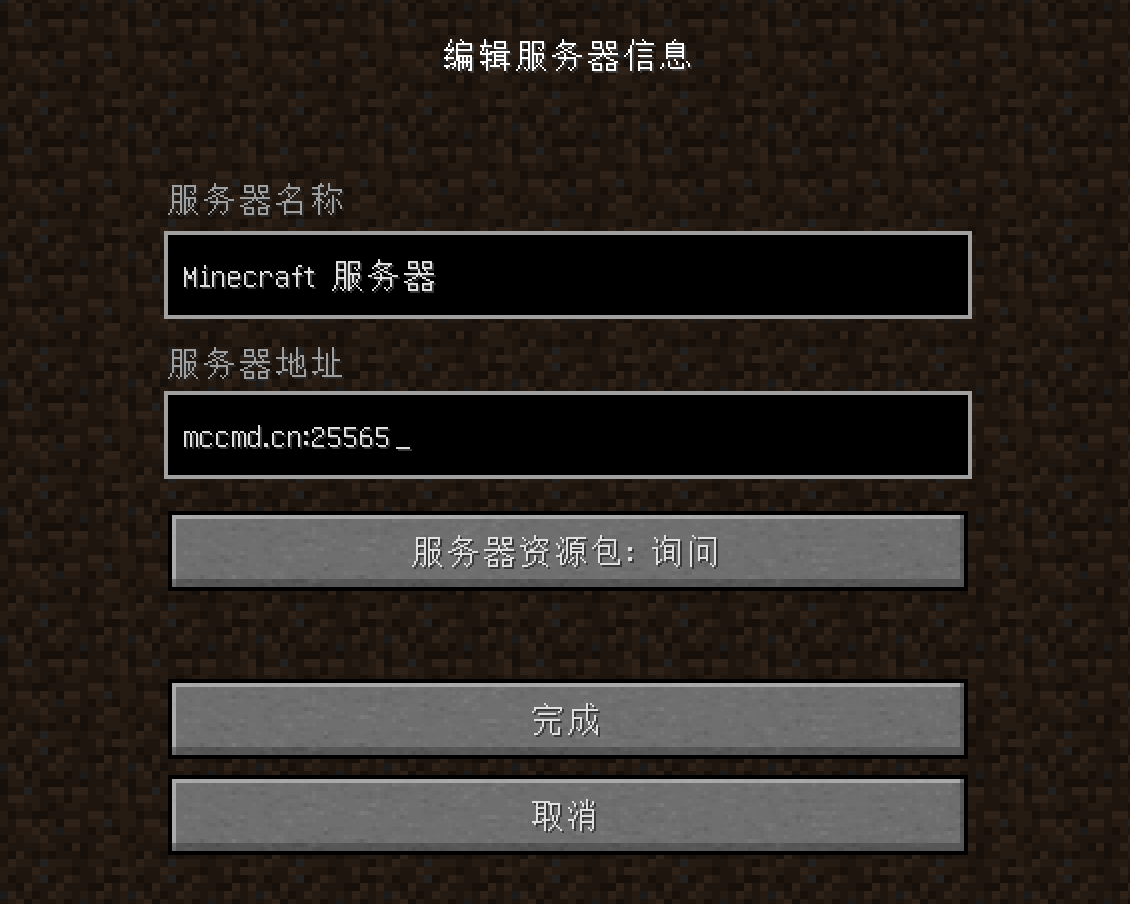 编辑服务器信息
服务器名称
Minecraft 服务器
服务器地址
mccmd.cn:25565_
服务器资源包: 询问
完成
取消